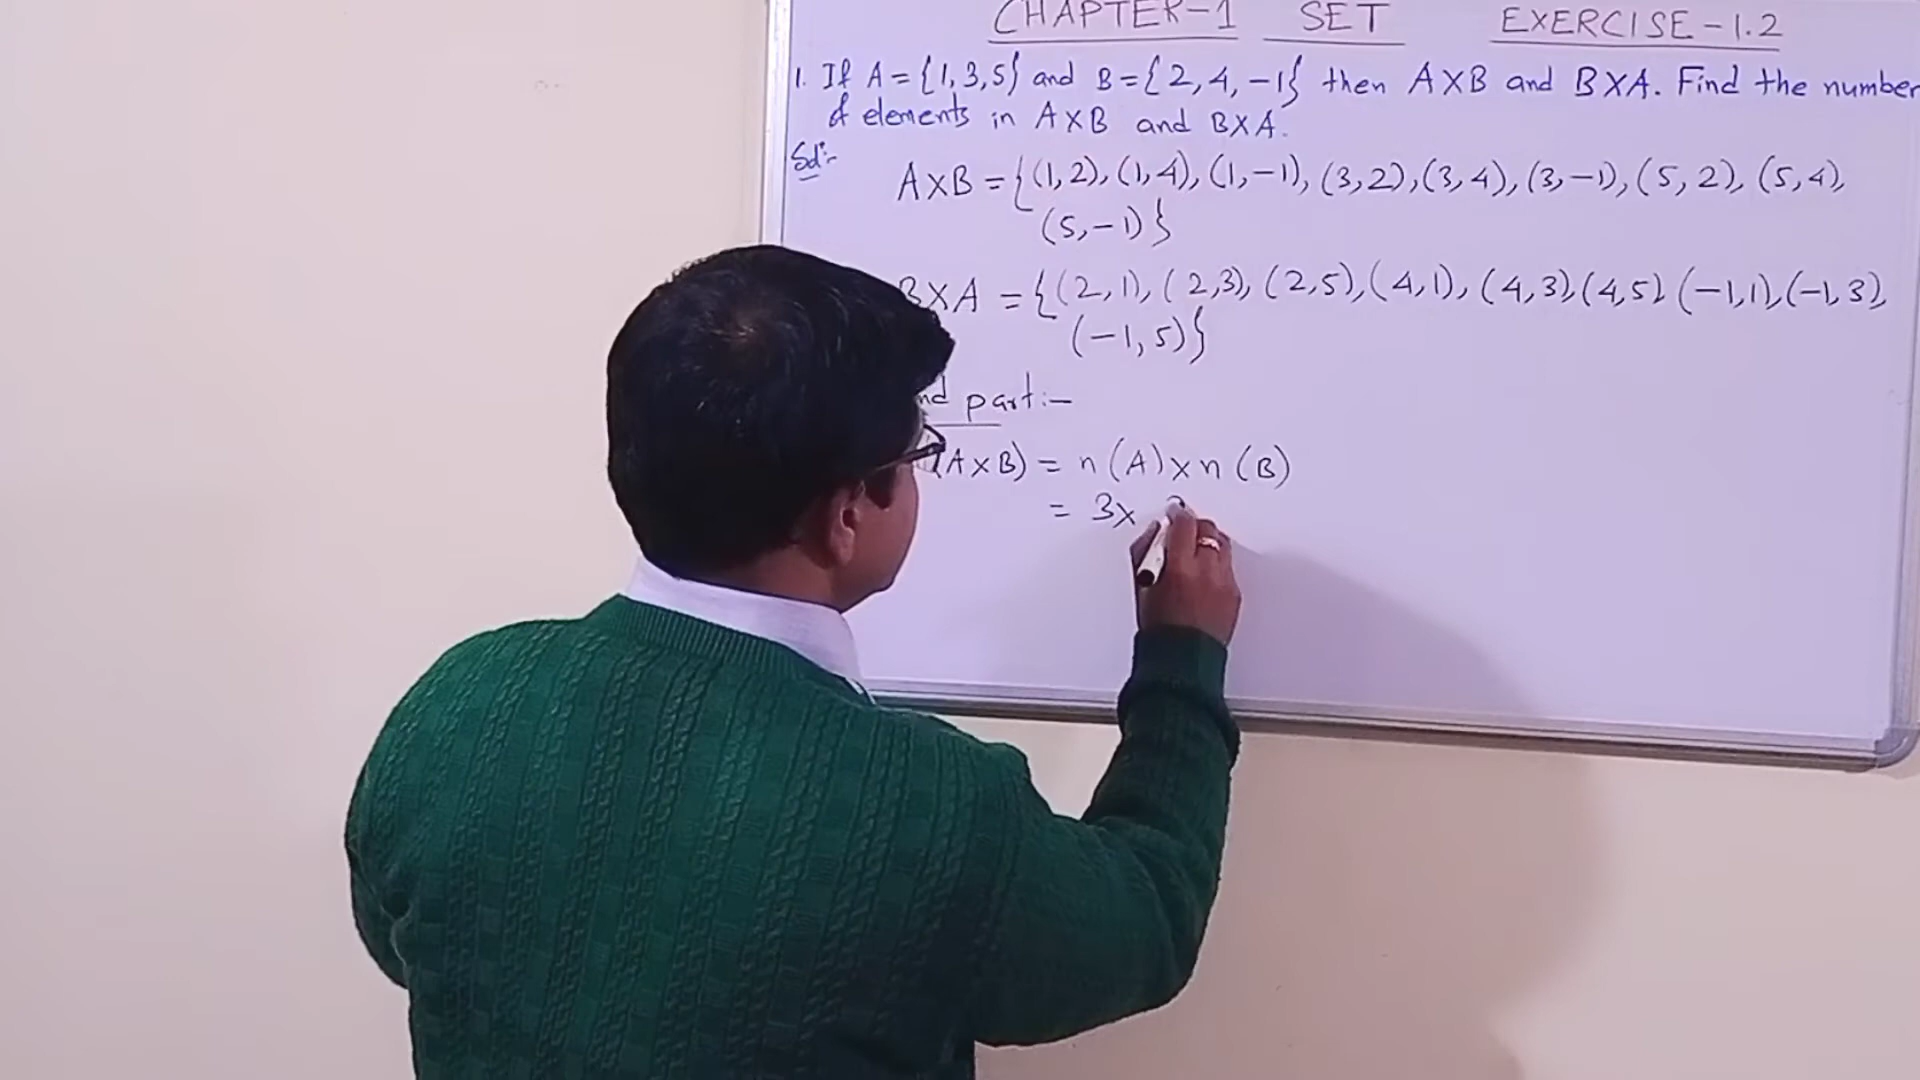 CHAPTER-1 SET EXERCISE-1.2
1. If A={1,3,5} and B={2,4,-1} then AXB and BXA. Find the number
of elements in AXB and BXA.
Sol:-
AXB={(1,2),(1,4),(1,-1),(3,2),(3,4),(3,-1),(5,2),(5,4),
(5,-1)}
BXA={(2,1),(2,3),(2,5),(4,1),(4,3),(4,5),(-1,1),(-1,3),
(-1,5)}
part:-
(AXB)=n(A)xn(B)
=3x